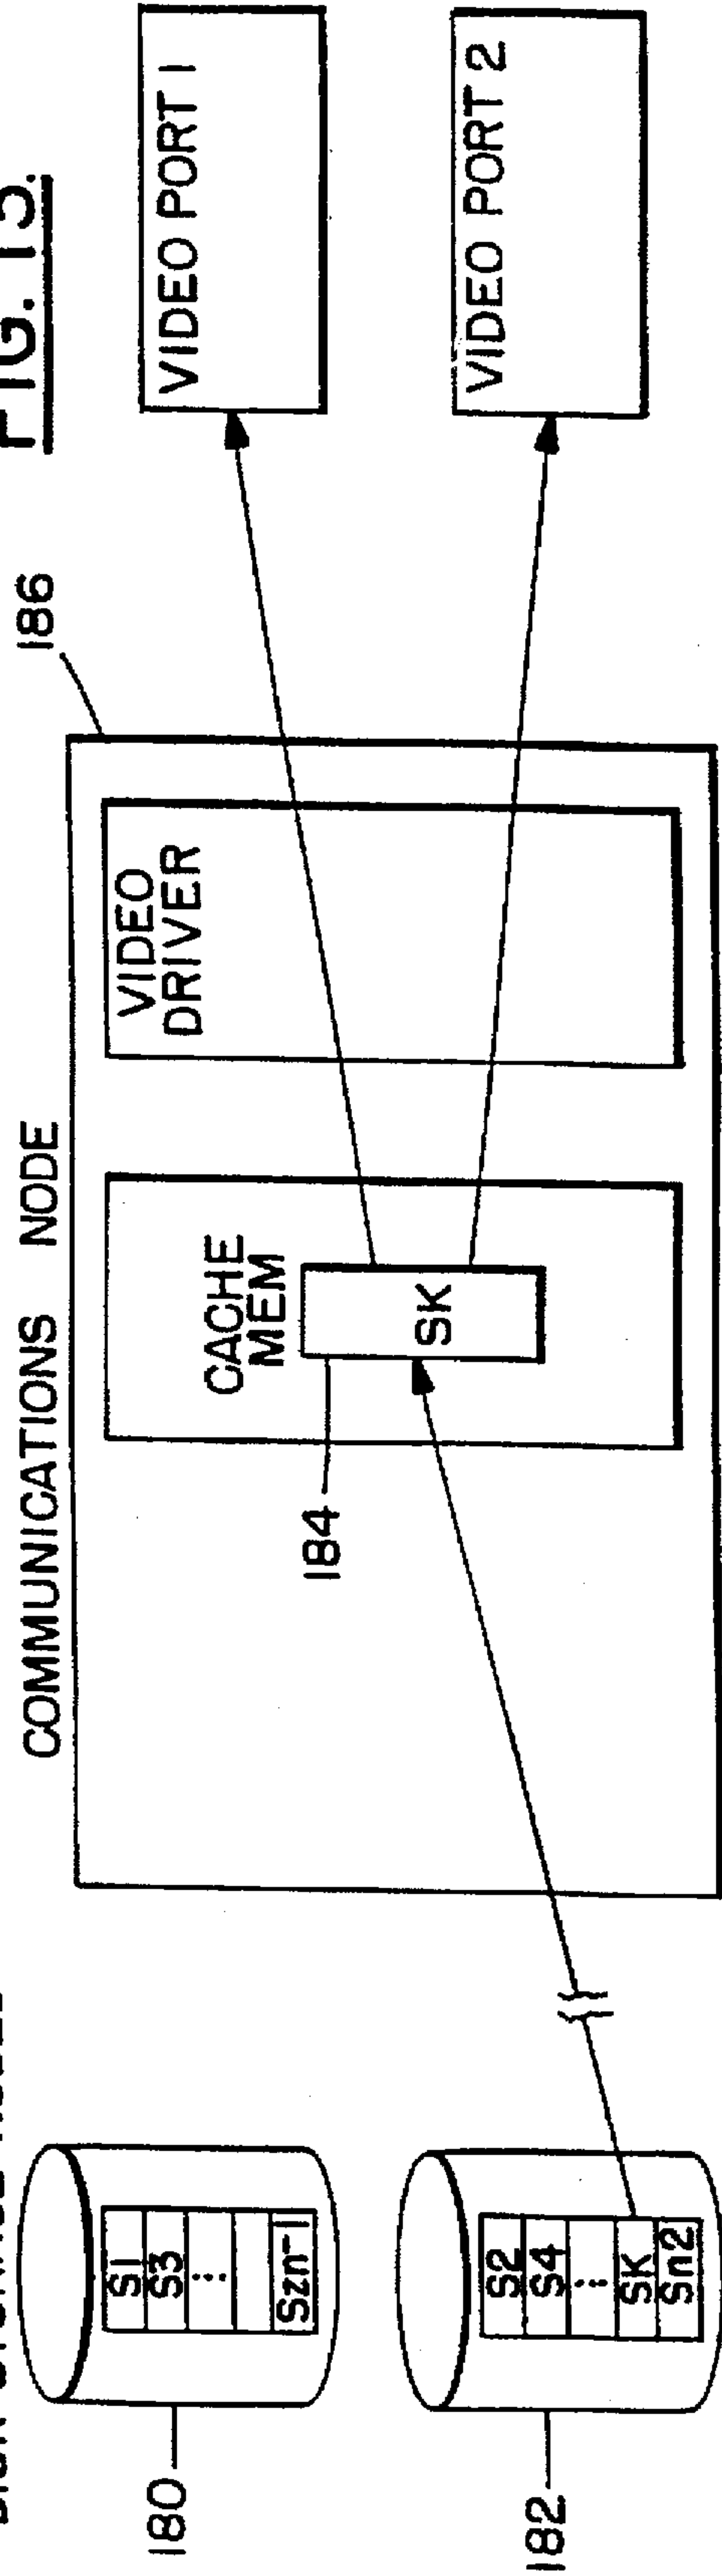 FIG. 15.
DISK STORAGE NODES
COMMUNICATIONS NODE
186
180
S1
S3
⋮
Szn-1
182
S2
S4
⋮
SK
Sn2
184
CACHE
MEM
SK
VIDEO
DRIVER
VIDEO PORT 1
VIDEO PORT 2